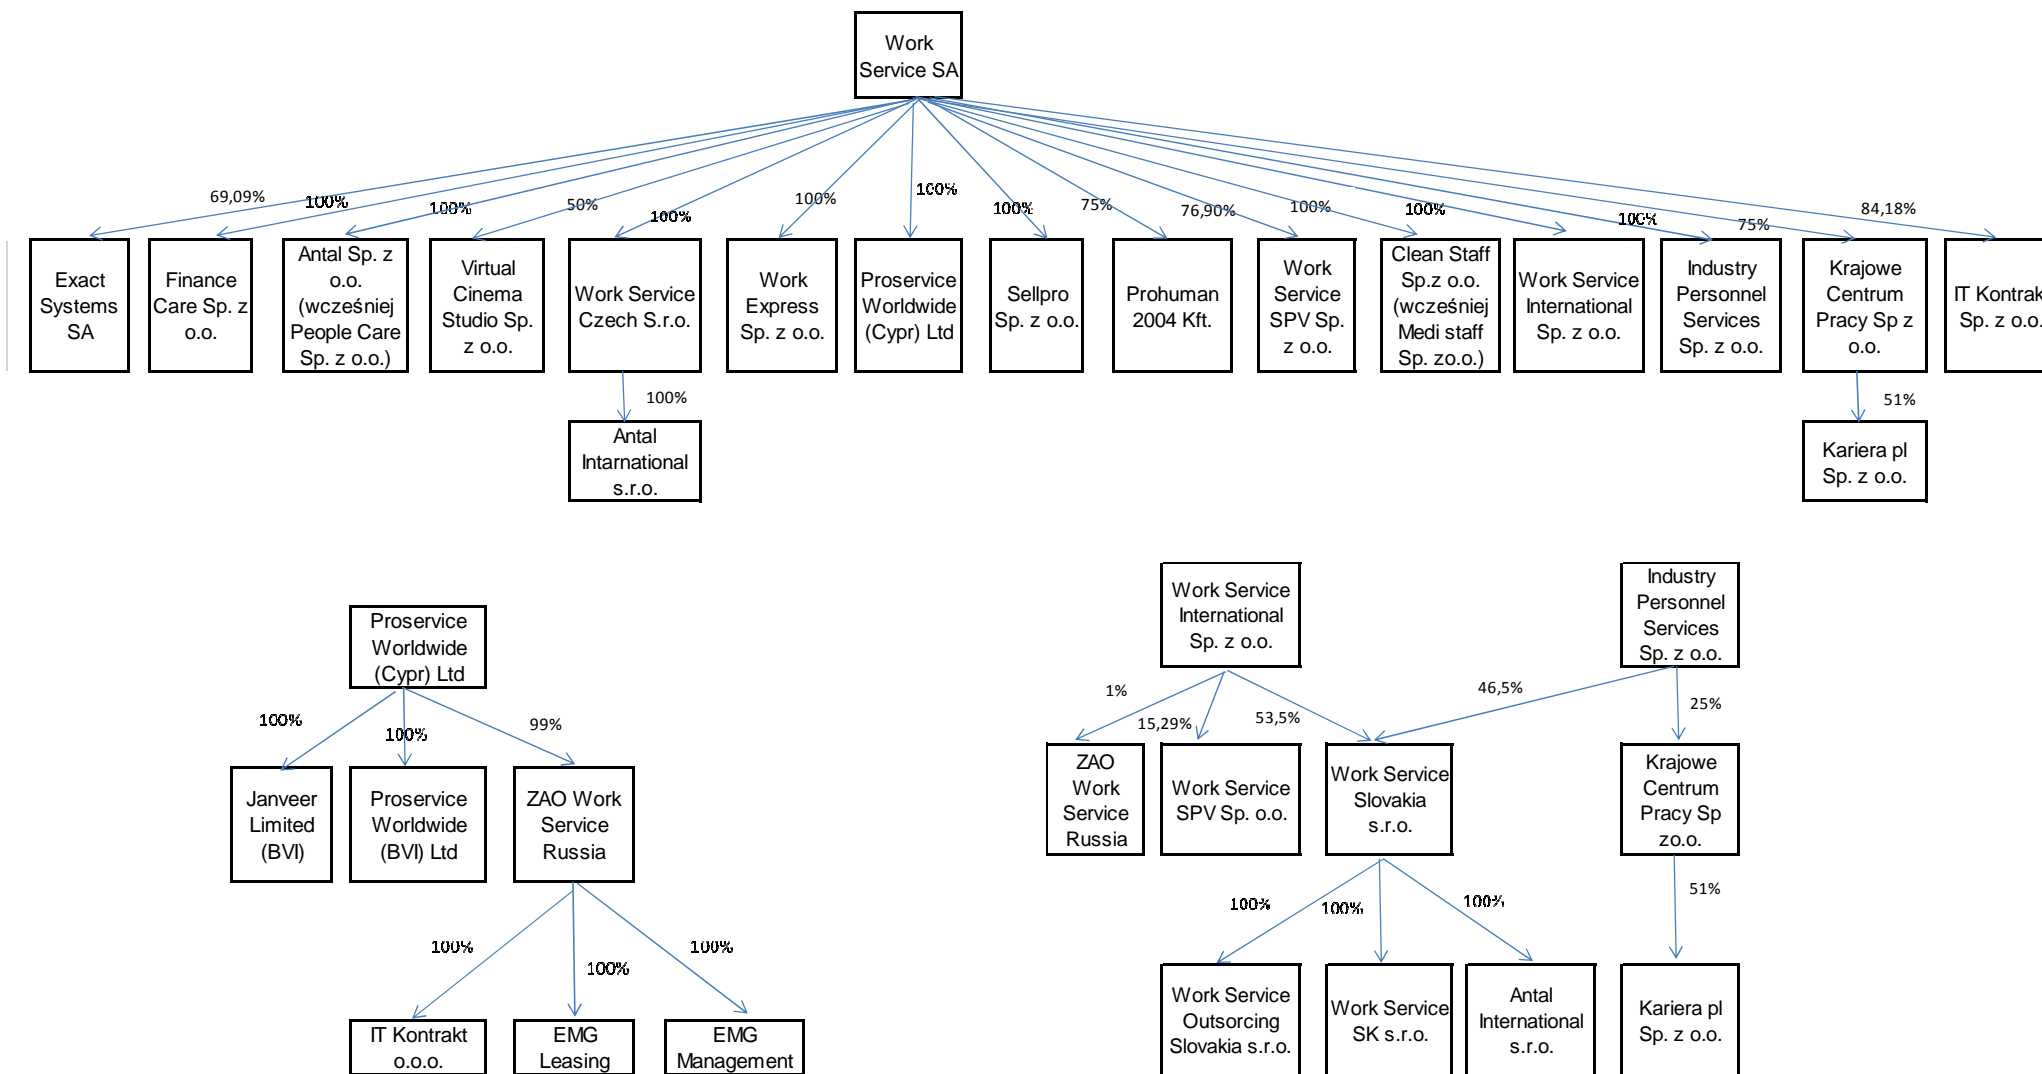 Work
Service SA
69,09%
100%
100%
50%
100%
100%
100%
100%
75%
76,90%
100%
100%
100%
75%
84,18%
Exact
Systems
SA
Finance
Care Sp. z
o.o.
Antal Sp. z
o.o.
(wcześniej
People Care
Sp. z o.o.)
Virtual
Cinema
Studio Sp.
z o.o.
Work Service
Czech S.r.o.
Work
Express
Sp. z o.o.
Proservice
Worldwide
(Cypr) Ltd
Sellpro
Sp. z o.o.
Prohuman
2004 Kft.
Work
Service
SPV Sp.
z o.o.
Clean Staff
Sp.z o.o.
(wcześniej
Medi staff
Sp. zo.o.)
Work Service
International
Sp. z o.o.
Industry
Personnel
Services
Sp. z o.o.
Krajowe
Centrum
Pracy Sp z
o.o.
IT Kontrak
Sp. z o.o.
100%
51%
Antal
Intarnational
s.r.o.
Kariera pl
Sp. z o.o.
Proservice
Worldwide
(Cypr) Ltd
100%
100%
99%
Janveer
Limited
(BVI)
Proservice
Worldwide
(BVI) Ltd
ZAO Work
Service
Russia
100%
100%
100%
IT Kontrakt
o.o.o.
EMG
Leasing
EMG
Management
Work Service
International
Sp. z o.o.
Industry
Personnel
Services
Sp. z o.o.
1%
15,29%
53,5%
46,5%
25%
ZAO
Work
Service
Russia
Work Service
SPV Sp. o.o.
Work Service
Slovakia
s.r.o.
Krajowe
Centrum
Pracy Sp
zo.o.
100%
100%
100%
51%
Work Service
Outsorcing
Slovakia s.r.o.
Work Service
SK s.r.o.
Antal
International
s.r.o.
Kariera pl
Sp. z o.o.